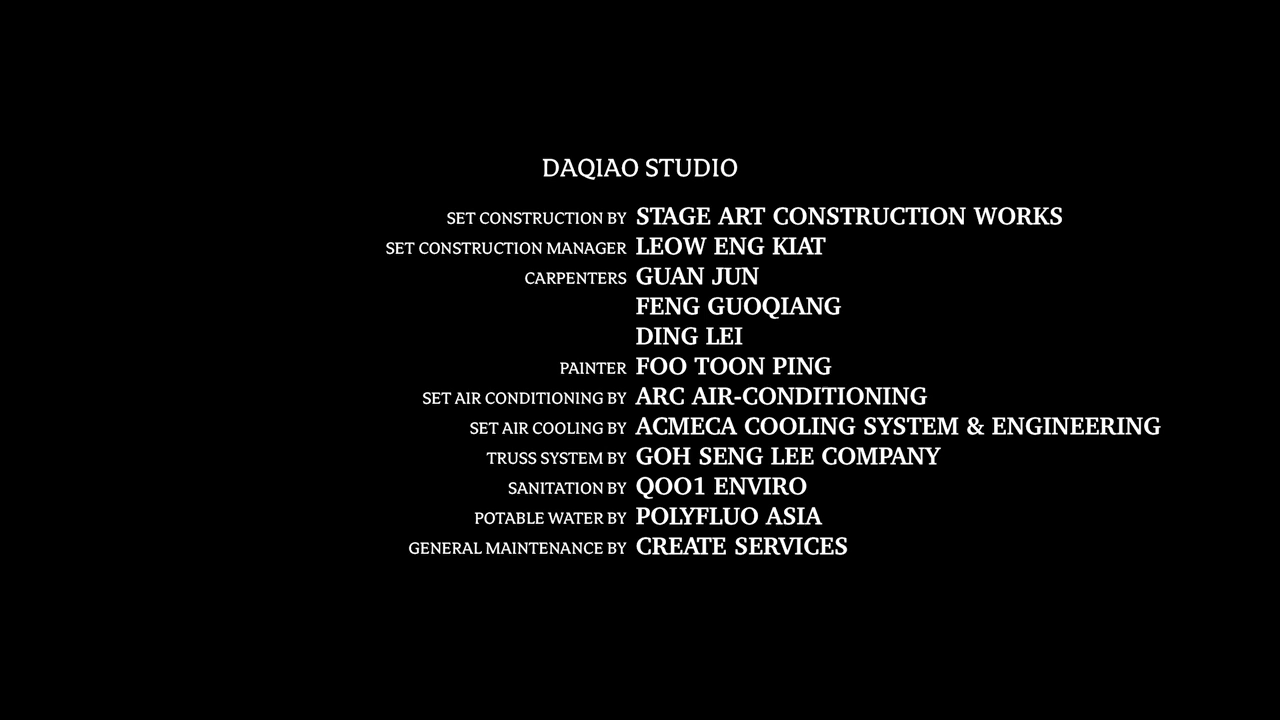 DAQIAO STUDIO
SET CONSTRUCTION BY STAGE ART CONSTRUCTION WORKS
SET CONSTRUCTION MANAGER LEOW ENG KIAT
CARPENTERS GUAN JUN
FENG GUOQIANG
DING LEI
PAINTER FOO TOON PING
SET AIR CONDITIONING BY ARC AIR-CONDITIONING
SET AIR COOLING BY ACMECA COOLING SYSTEM & ENGINEERING
TRUSS SYSTEM BY GOH SENG LEE COMPANY
SANITATION BY QOO1 ENVIRO
POTABLE WATER BY POLYFLUO ASIA
GENERAL MAINTENANCE BY CREATE SERVICES